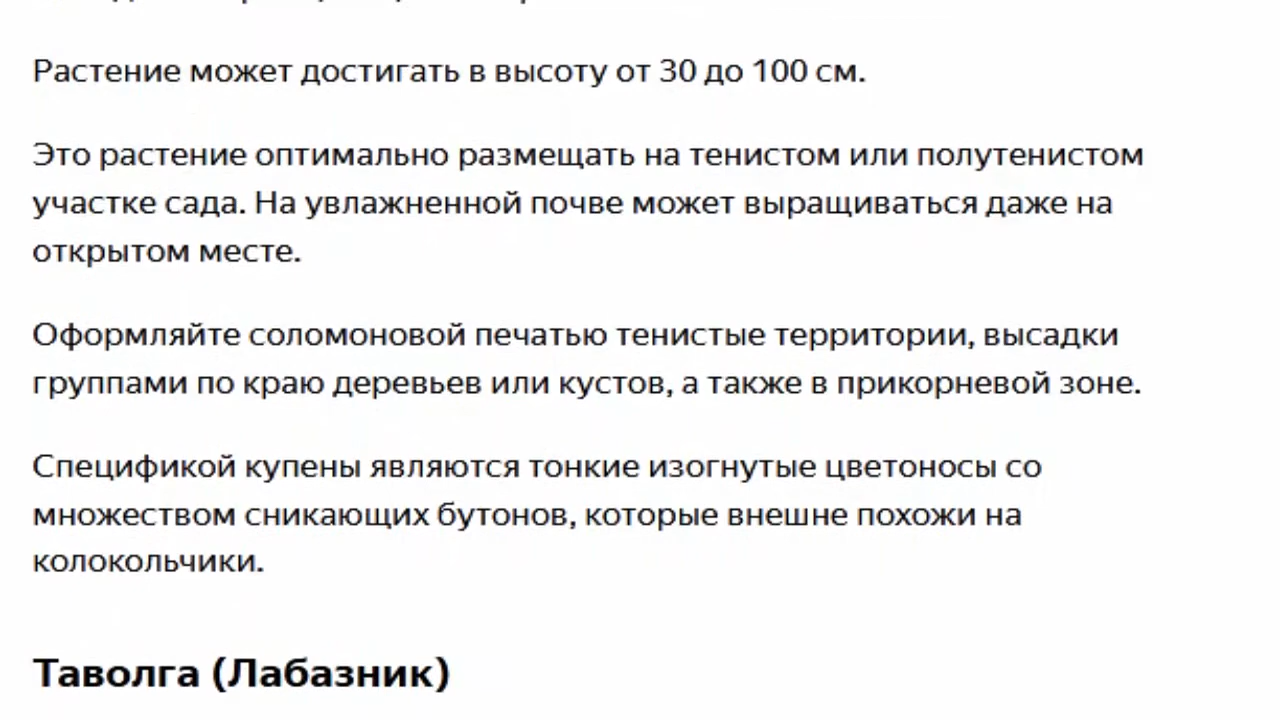 Растение может достигать в высоту от 30 до 100 см.
Это растение оптимально размещать на тенистом или полутенистом
участке сада. На увлажненной почве может выращиваться даже на
открытом месте.
Оформляйте соломоновой печатью тенистые территории, высадки
группами по краю деревьев или кустов, а также в прикорневой зоне.
Спецификой купены являются тонкие изогнутые цветоносы со
множеством сникающих бутонов, которые внешне похожи на
колокольчики.
Таволга (Лабазник)